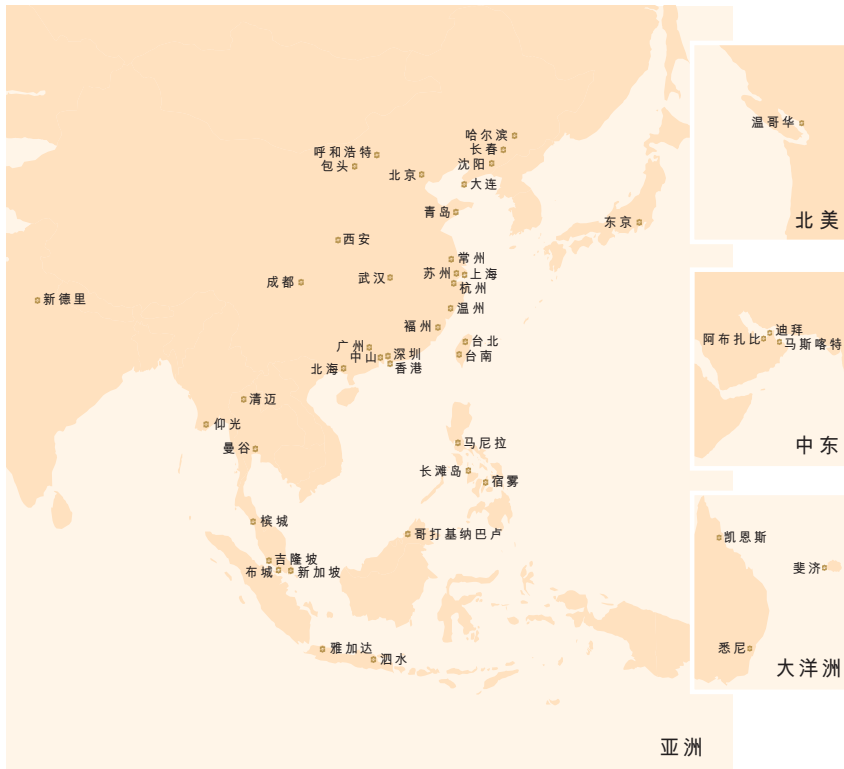 哈尔滨
长春
沈阳
大连
呼和浩特
包头
北京
青岛
东京
西安
常州
苏州
上海
杭州
成都
武汉
新德里
温州
福州
广州
中山
深圳
香港
北海
台北
台南
清迈
仰光
曼谷
马尼拉
长滩岛
宿雾
槟城
哥打基纳巴卢
吉隆坡
布城
新加坡
雅加达
泗水
亚洲
温哥华
北美
迪拜
阿布扎比
马斯喀特
中东
凯恩斯
斐济
悉尼
大洋洲